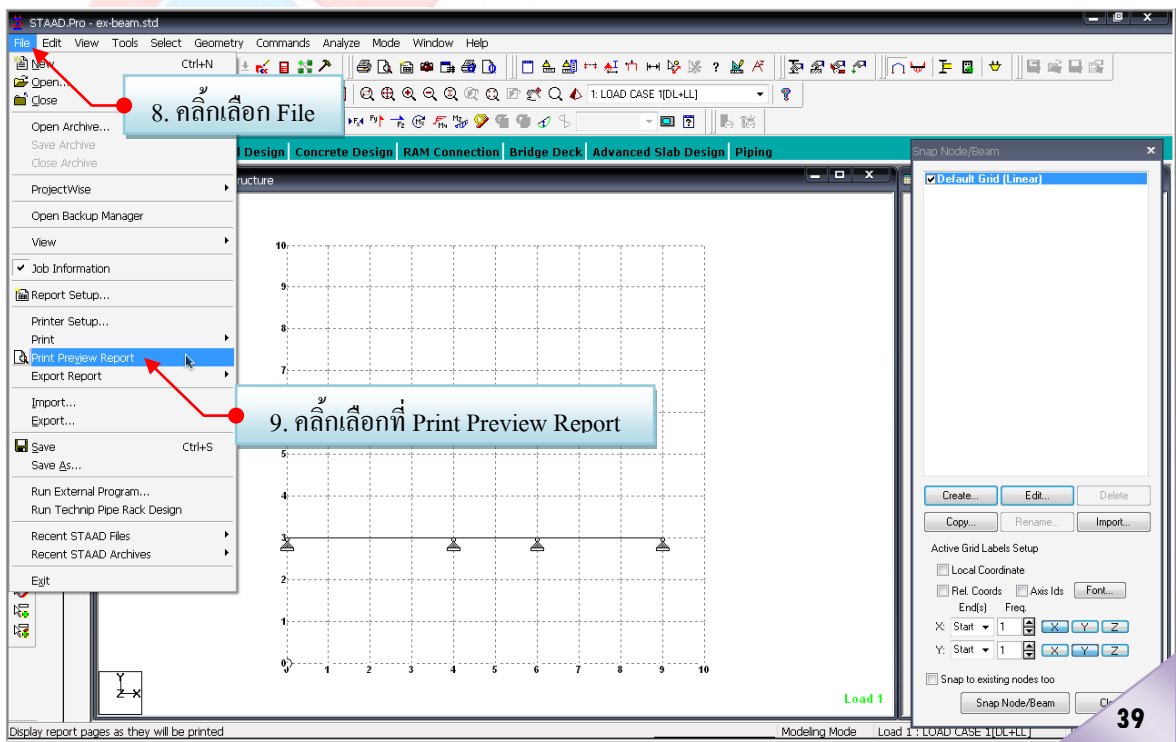 STAAD.Pro - ex-beam.std
File Edit View Tools Select Geometry Commands Analyze Mode Window Help
New Ctrl+N
Open...
Close
1: LOAD CASE 1[DL+LL]
8. คลิ้กเลือก File
Open Archive...
Save Archive
Close Archive
Design Concrete Design RAM Connection Bridge Deck Advanced Slab Design Piping
ucture
ProjectWise
Open Backup Manager
View
Job Information
Report Setup...
Printer Setup...
Print
Print Preview Report
Export Report
Import...
Export...
Save Ctrl+S
Save As...
Run External Program...
Run Technip Pipe Rack Design
Recent STAAD Files
Recent STAAD Archives
Exit
9. คลิ้กเลือกที่ Print Preview Report
10
9
8
7
5
4
3
2
1
0
1 2 3 4 5 6 7 8 9 10
Y
Z X
Load 1
Snap Node/Beam
Default Grid (Linear)
Create... Edit... Delete
Copy... Rename... Import...
Active Grid Labels Setup
Local Coordinate
Rel. Coords Axis Ids Font...
End(s) Freq.
X: Start 1 X Y Z
Y: Start 1 X Y Z
Snap to existing nodes too
Snap Node/Beam
39
Display report pages as they will be printed
Modeling Mode Load 1 : LOAD CASE 1[DL+LL]